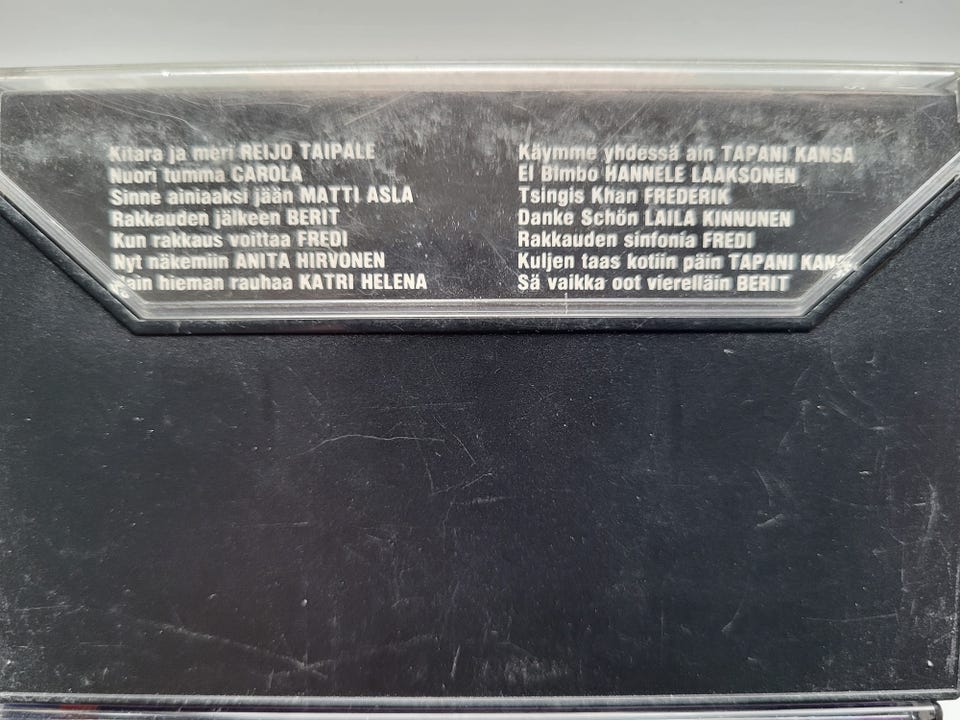 Kitara ja meri REIJO TAIPALE
Nuori tumma CAROLA
Sinne ainiaaksi jään MATTI ASLA
Rakkauden jälkeen BERIT
Kun rakkaus voittaa FREDI
Nyt näkemiin ANITA HIRVONEN
hieman rauhaa KATRI HELENA
Käymme yhdessä ain TAPANI KANSA
El Bimbo HANNELE LAAKSONEN
Tsingis Khan FREDERIK
Danke Schön LAILA KINNUNEN
Rakkauden sinfonia FREDI
Kuljen taas kotiin päin TAPANI KANSA
Sä vaikka oot vierelläin BERIT